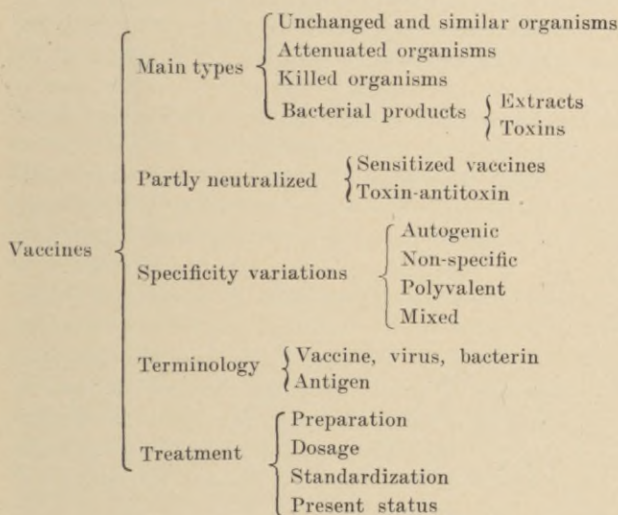 Unchanged and similar organisms
Attenuated organisms
Main types
Killed organisms
Bacterial products
Extracts
Toxins
Partly neutralized
Sensitized vaccines
Toxin-antitoxin
Vaccines
Specificity variations
Autogenic
Non-specific
Polyvalent
Mixed
Terminology
Vaccine, virus, bacterin
Antigen
Treatment
Preparation
Dosage
Standardization
Present status